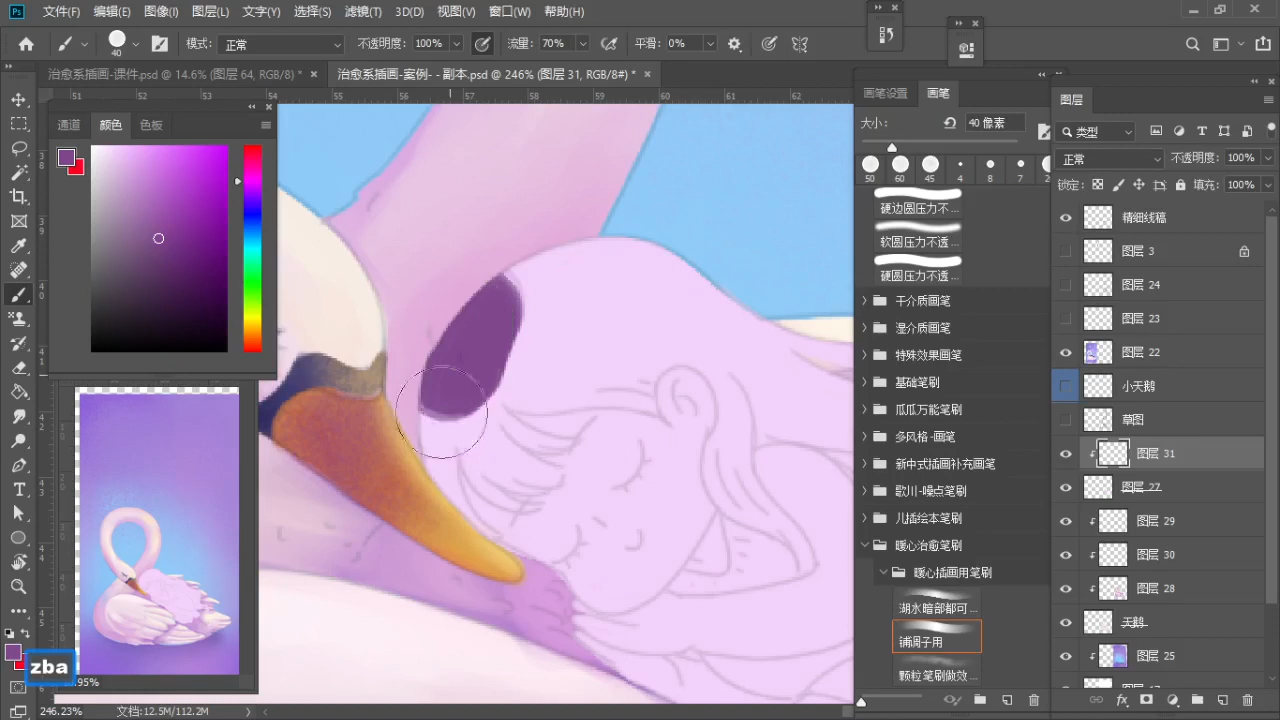 Ps 文件(F) 编辑(E) 图像(I) 图层(L) 文字(Y) 选择(S) 滤镜(T) 3D(D) 视图(V) 窗口(W) 帮助(H)
40 模式: 正常 不透明度: 100% 流量: 70% 平滑: 0%
治愈系插画-课件.psd @ 14.6% (图层 64, RGB/8) * × 治愈系插画-案例- - 副本.psd @ 246% (图层 31, RGB/8#) * ×
51 52 53 54 55 56 57 58 59 60 61 62
通道 颜色 色板
画笔设置 画笔
大小: 40 像素
50 60 45 4 8 7
硬边圆压力不 ...
软圆压力不透 ...
硬圆压力不透 ...
干介质画笔
湿介质画笔
特殊效果画笔
基础笔刷
瓜瓜万能笔刷
多风格 -画笔
新中式插画补充画笔
歌川-噪点笔刷
儿插绘本笔刷
暖心治愈笔刷
暖心插画用笔刷
湖水暗部都可 ...
铺调子用
颗粒笔刷做效 ...
图层
类型
正常 不透明度: 100%
锁定: 填充: 100%
精细线稿
图层 3
图层 24
图层 23
图层 22
小天鹅
草图
图层 31
图层 27
图层 29
图层 30
图层 28
天鹅
图层 25
zba
246.23% 文档:12.5M/112.2M